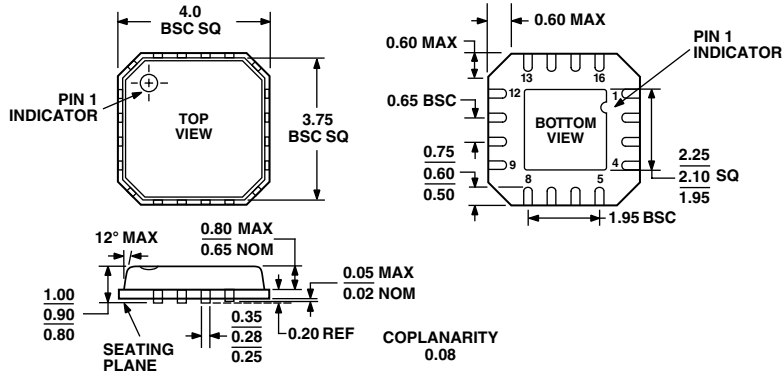 4.0
BSC SQ
PIN 1
INDICATOR
TOP
VIEW
3.75
BSC SQ
0.60 MAX
0.60 MAX
PIN 1
INDICATOR
13
16
12
1
0.65 BSC
BOTTOM
VIEW
9
4
8
5
0.75
0.60
0.50
2.25
2.10 SQ
1.95
1.95 BSC
12° MAX
0.80 MAX
0.65 NOM
0.05 MAX
0.02 NOM
1.00
0.90
0.80
0.35
0.28
0.25
0.20 REF
SEATING
PLANE
COPLANARITY
0.08